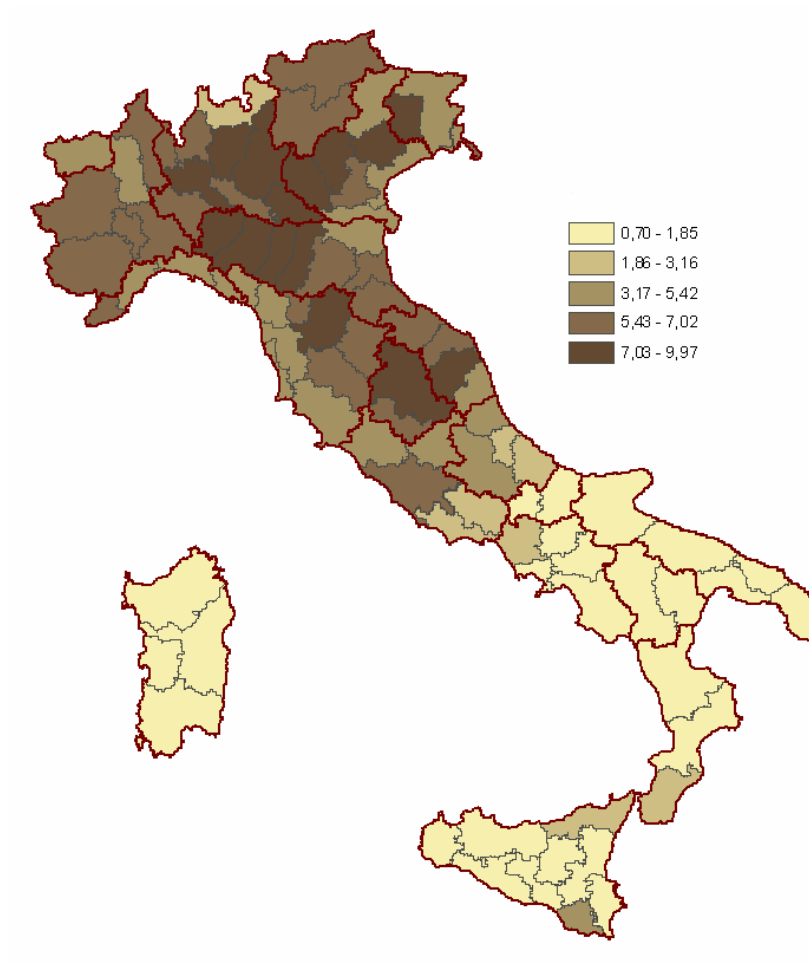 0,70 - 1,85
1,86 - 3,16
3,17 - 5,42
5,43 - 7,02
7,03 - 9,97